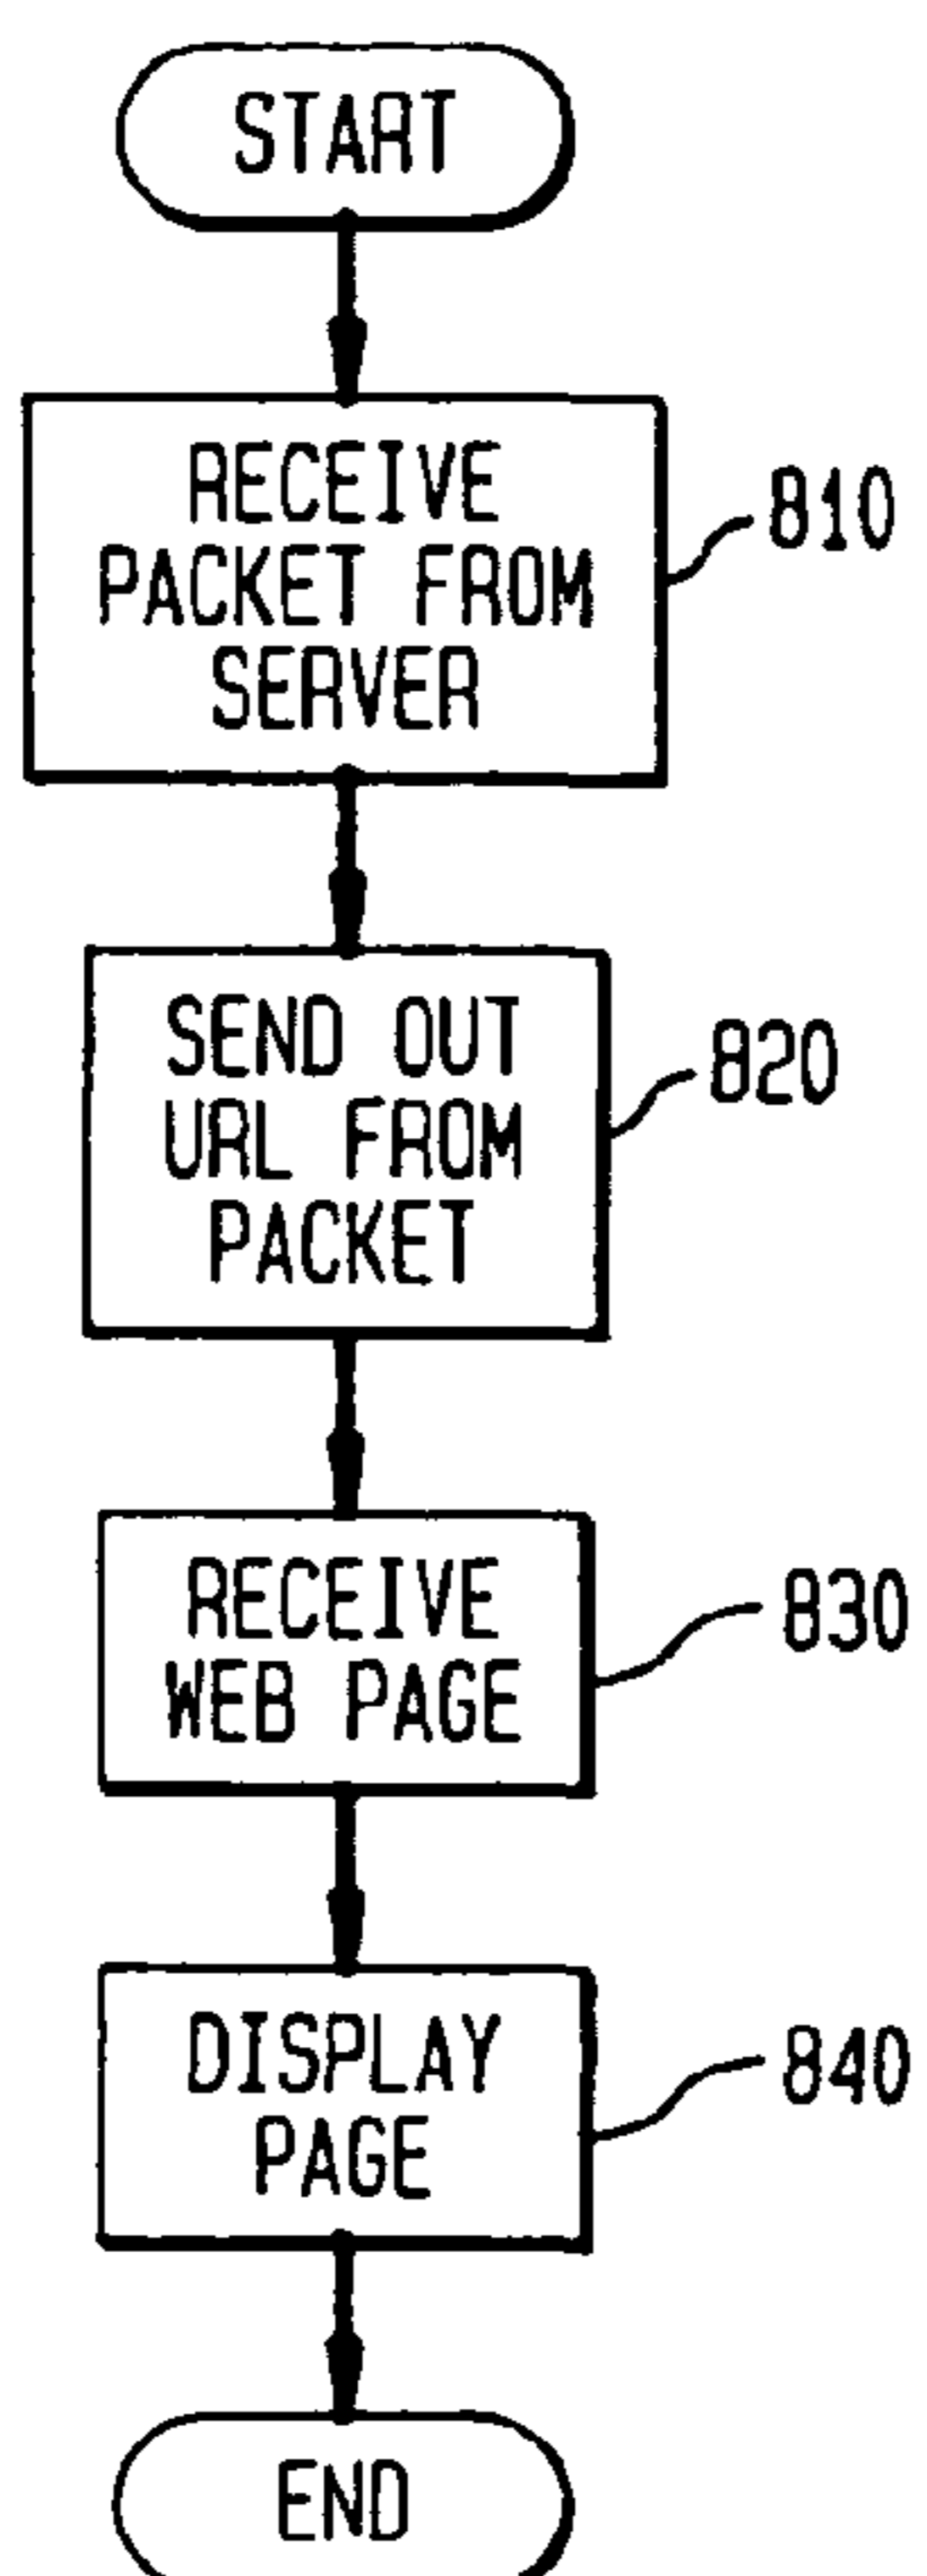 START
RECEIVE
PACKET FROM
SERVER
810
SEND OUT
URL FROM
PACKET
820
RECEIVE
WEB PAGE
830
DISPLAY
PAGE
840
END